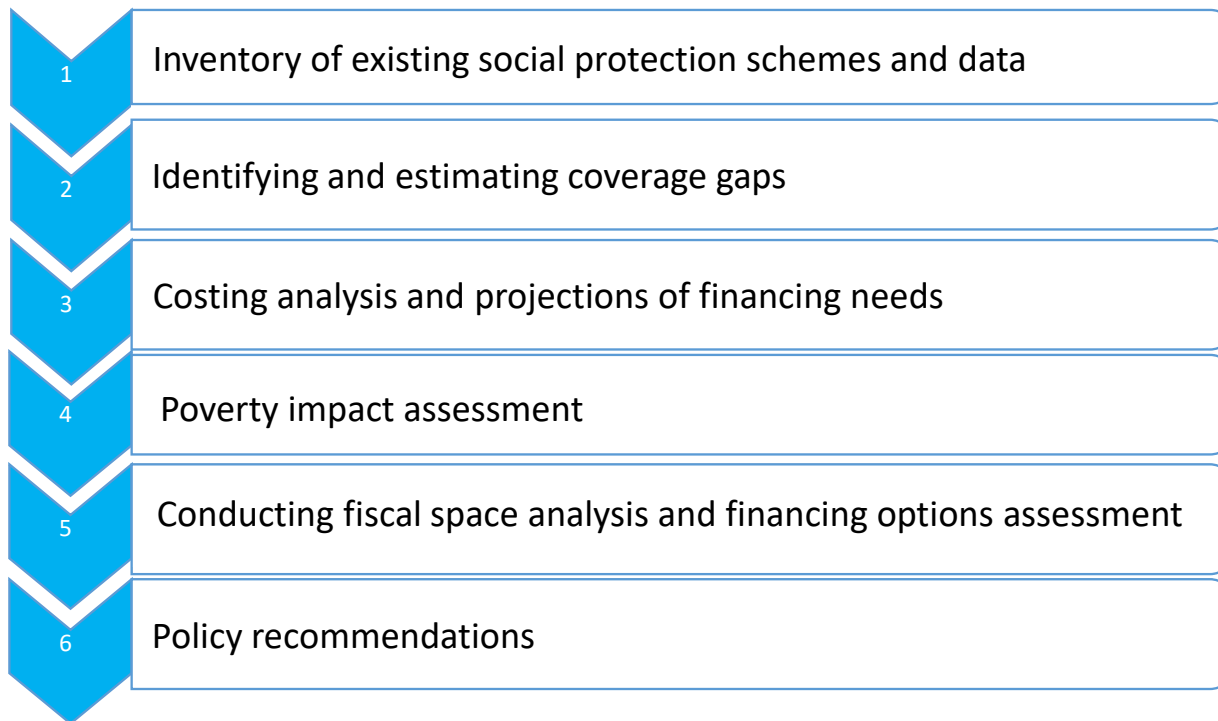 1
Inventory of existing social protection schemes and data
2
Identifying and estimating coverage gaps
3
Costing analysis and projections of financing needs
4
Poverty impact assessment
5
Conducting fiscal space analysis and financing options assessment
6
Policy recommendations